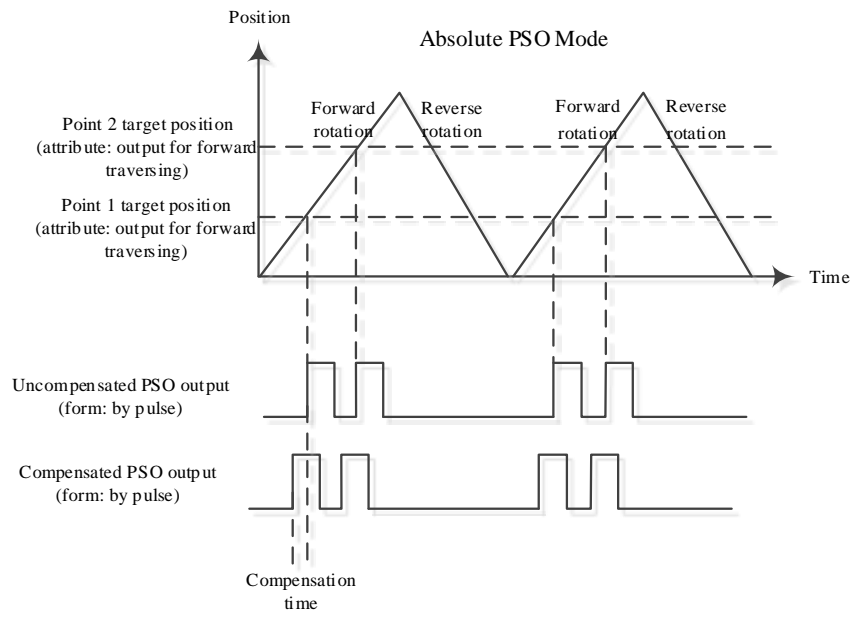 Position
Absolute PSO Mode
Forward
rotation
Reverse
rotation
Forward
rotation
Reverse
rotation
Point 2 target position
(attribute: output for forward
traversing)
Point 1 target position
(attribute: output for forward
traversing)
Time
Uncompensated PSO output
(form: by pulse)
Compensated PSO output
(form: by pulse)
Compensation
time